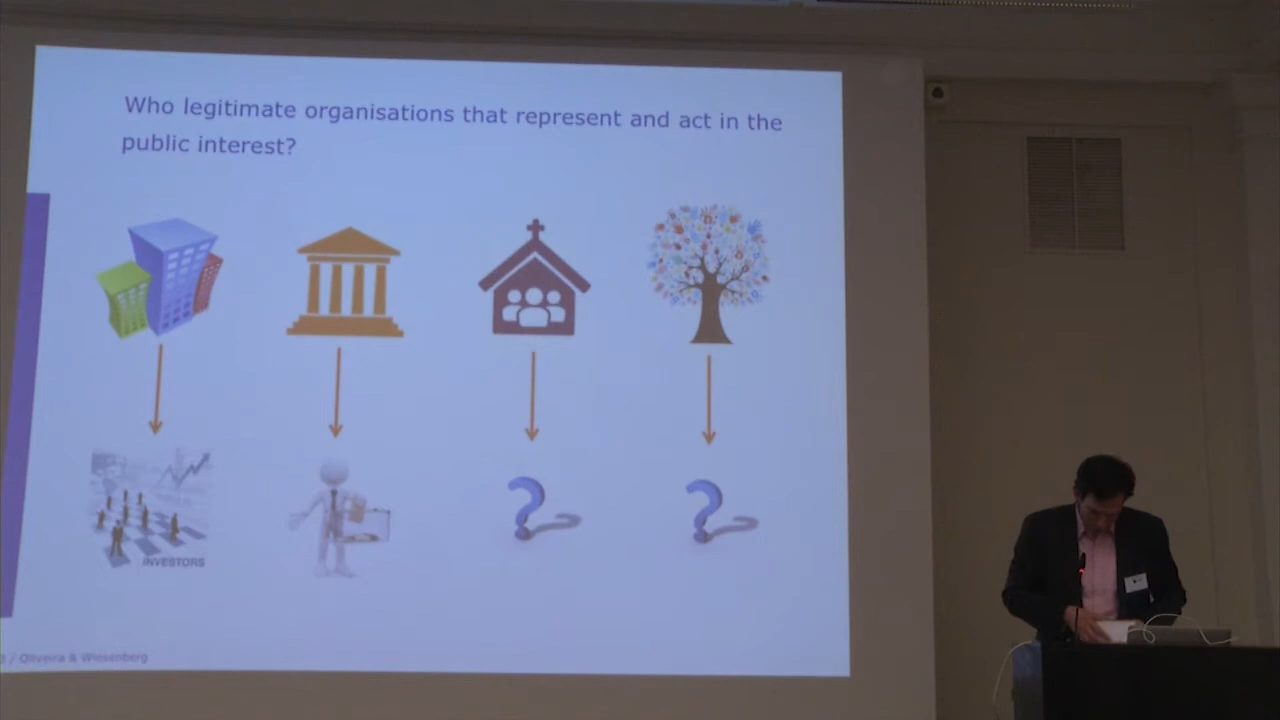 Who legitimate organisations that represent and act in the
public interest?
INVESTORS
/ Oliveira & Wiesenberg